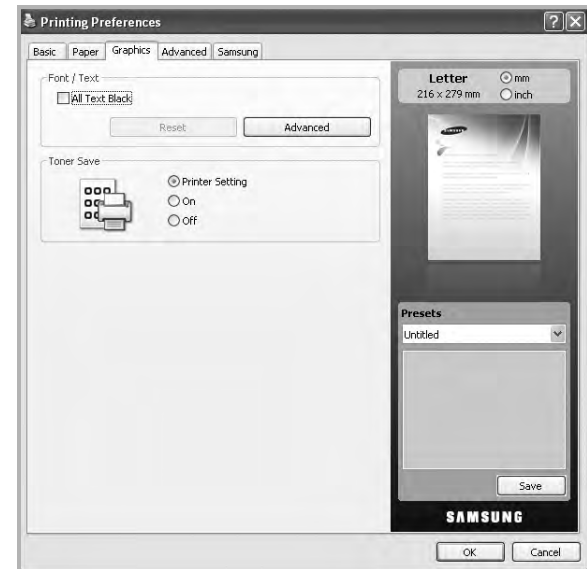 Printing Preferences
Basic Paper Graphics Advanced Samsung
Font / Text
All Text Black
Reset Advanced
Toner Save
Printer Setting
On
Off
Letter mm
216 x 279 mm inch
Presets
Untitled
Save
SAMSUNG
OK Cancel